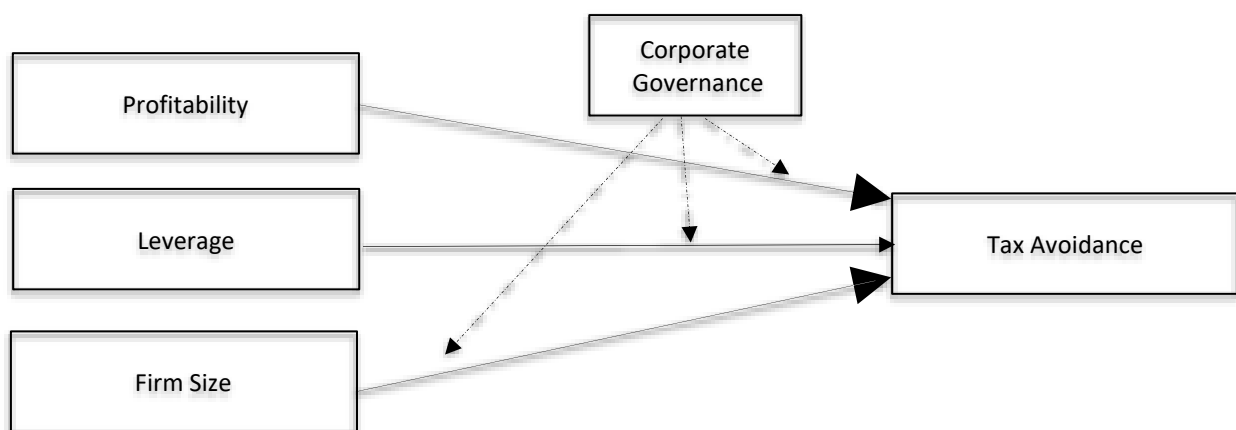 Corporate
Governance
Profitability
Leverage
Tax Avoidance
Firm Size